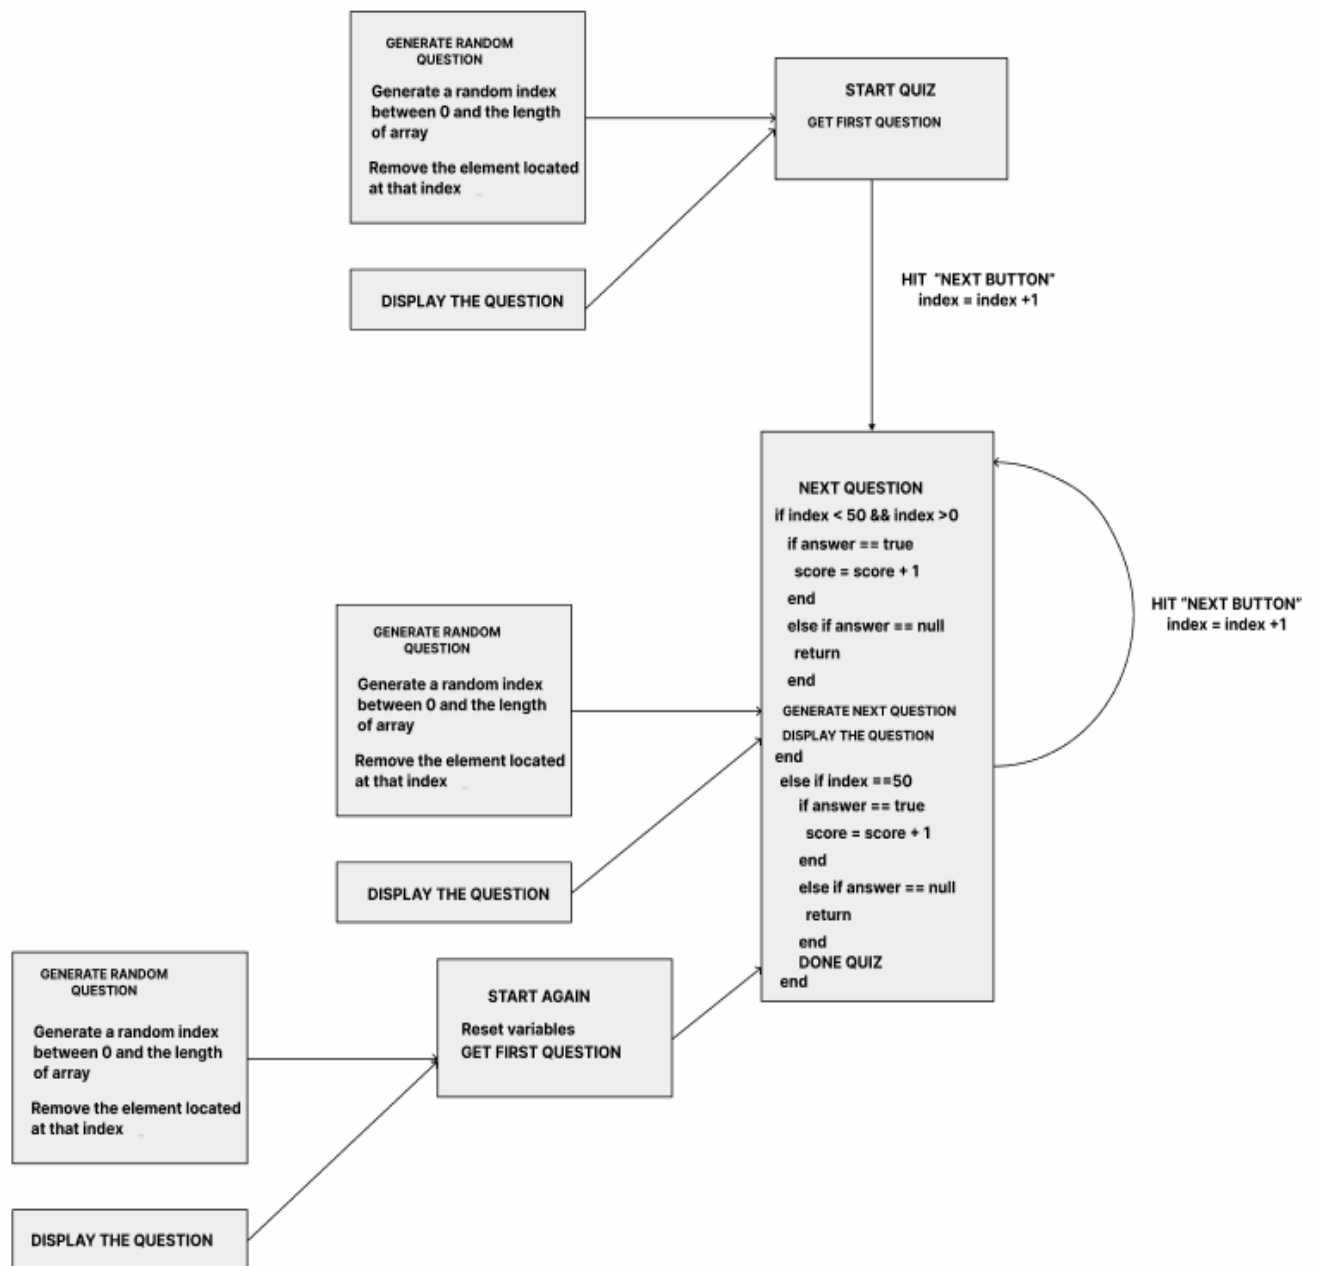 GENERATE RANDOM
QUESTION
Generate a random index
between 0 and the length
of array
Remove the element located
at that index
DISPLAY THE QUESTION
START QUIZ
GET FIRST QUESTION
HIT “NEXT BUTTON”
index = index +1
NEXT QUESTION
if index < 50 && index >0
if answer == true
score = score + 1
end
else if answer == null
return
end
GENERATE NEXT QUESTION
DISPLAY THE QUESTION
end
else if index ==50
if answer == true
score = score + 1
end
else if answer == null
return
end
DONE QUIZ
end
HIT “NEXT BUTTON”
index = index +1
GENERATE RANDOM
QUESTION
Generate a random index
between 0 and the length
of array
Remove the element located
at that index
DISPLAY THE QUESTION
GENERATE RANDOM
QUESTION
Generate a random index
between 0 and the length
of array
Remove the element located
at that index
DISPLAY THE QUESTION
START AGAIN
Reset variables
GET FIRST QUESTION